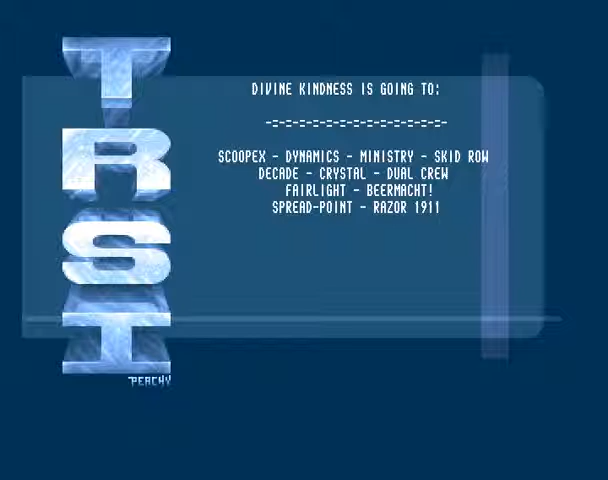 TRSI
PEACHY
DIVINE KINDNESS IS GOING TO:
-=-=-=-=-=-=-=-=-=-=-=-=-=-
SCOOPEX - DYNAMICS - MINISTRY - SKID ROW
DECADE - CRYSTAL - DUAL CREW
FAIRLIGHT - BEERMACHT!
SPREAD-POINT - RAZOR 1911